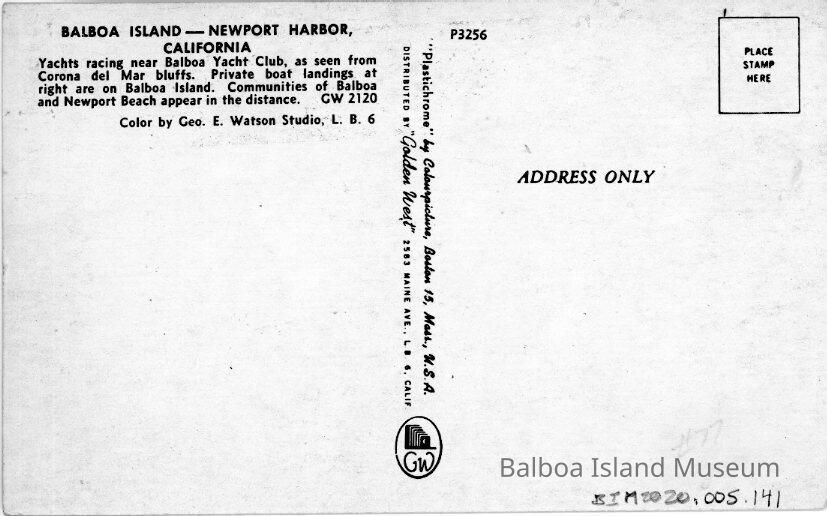 BALBOA ISLAND — NEWPORT HARBOR,
CALIFORNIA
Yachts racing near Balboa Yacht Club, as seen from
Corona del Mar bluffs. Private boat landings at
right are on Balboa Island. Communities of Balboa
and Newport Beach appear in the distance. GW 2120
Color by Geo. E. Watson Studio, L. B. 6
DISTRIBUTED BY "Golden West" 2583 MAINE AVE., L. B. 6, CALIF
"Plastichrome" by Colourpicture, Boston 15, Mass., U.S.A.
GW
P3256
PLACE
STAMP
HERE
ADDRESS ONLY
Balboa Island Museum
BIM2020.005.141